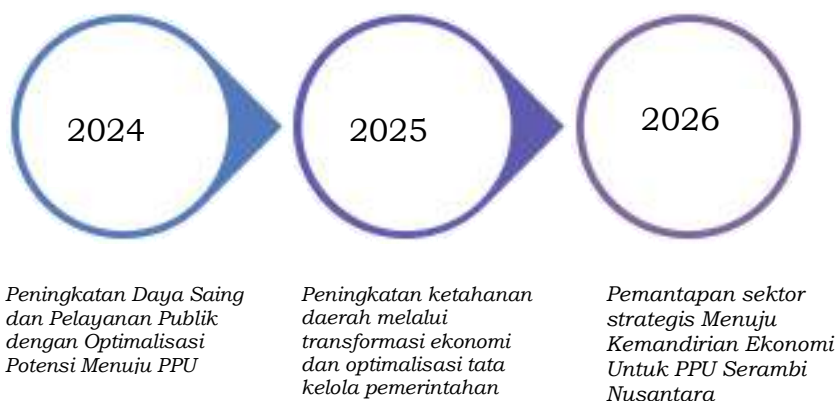 2024
2025
2026
Peningkatan Daya Saing
dan Pelayanan Publik
dengan Optimalisasi
Potensi Menuju PPU
Peningkatan ketahanan
daerah melalui
transformasi ekonomi
dan optimalisasi tata
kelola pemerintahan
Pemantapan sektor
strategis Menuju
Kemandirian Ekonomi
Untuk PPU Serambi
Nusantara